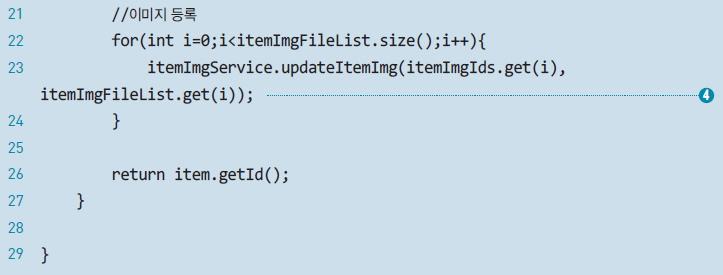 21 //이미지 등록
22 for(int i=0;i<itemImgFileList.size();i++){
23 itemImgService.updateItemImg(itemImgIds.get(i),
itemImgFileList.get(i)); 4
24 }
25
26 return item.getId();
27 }
28
29 }